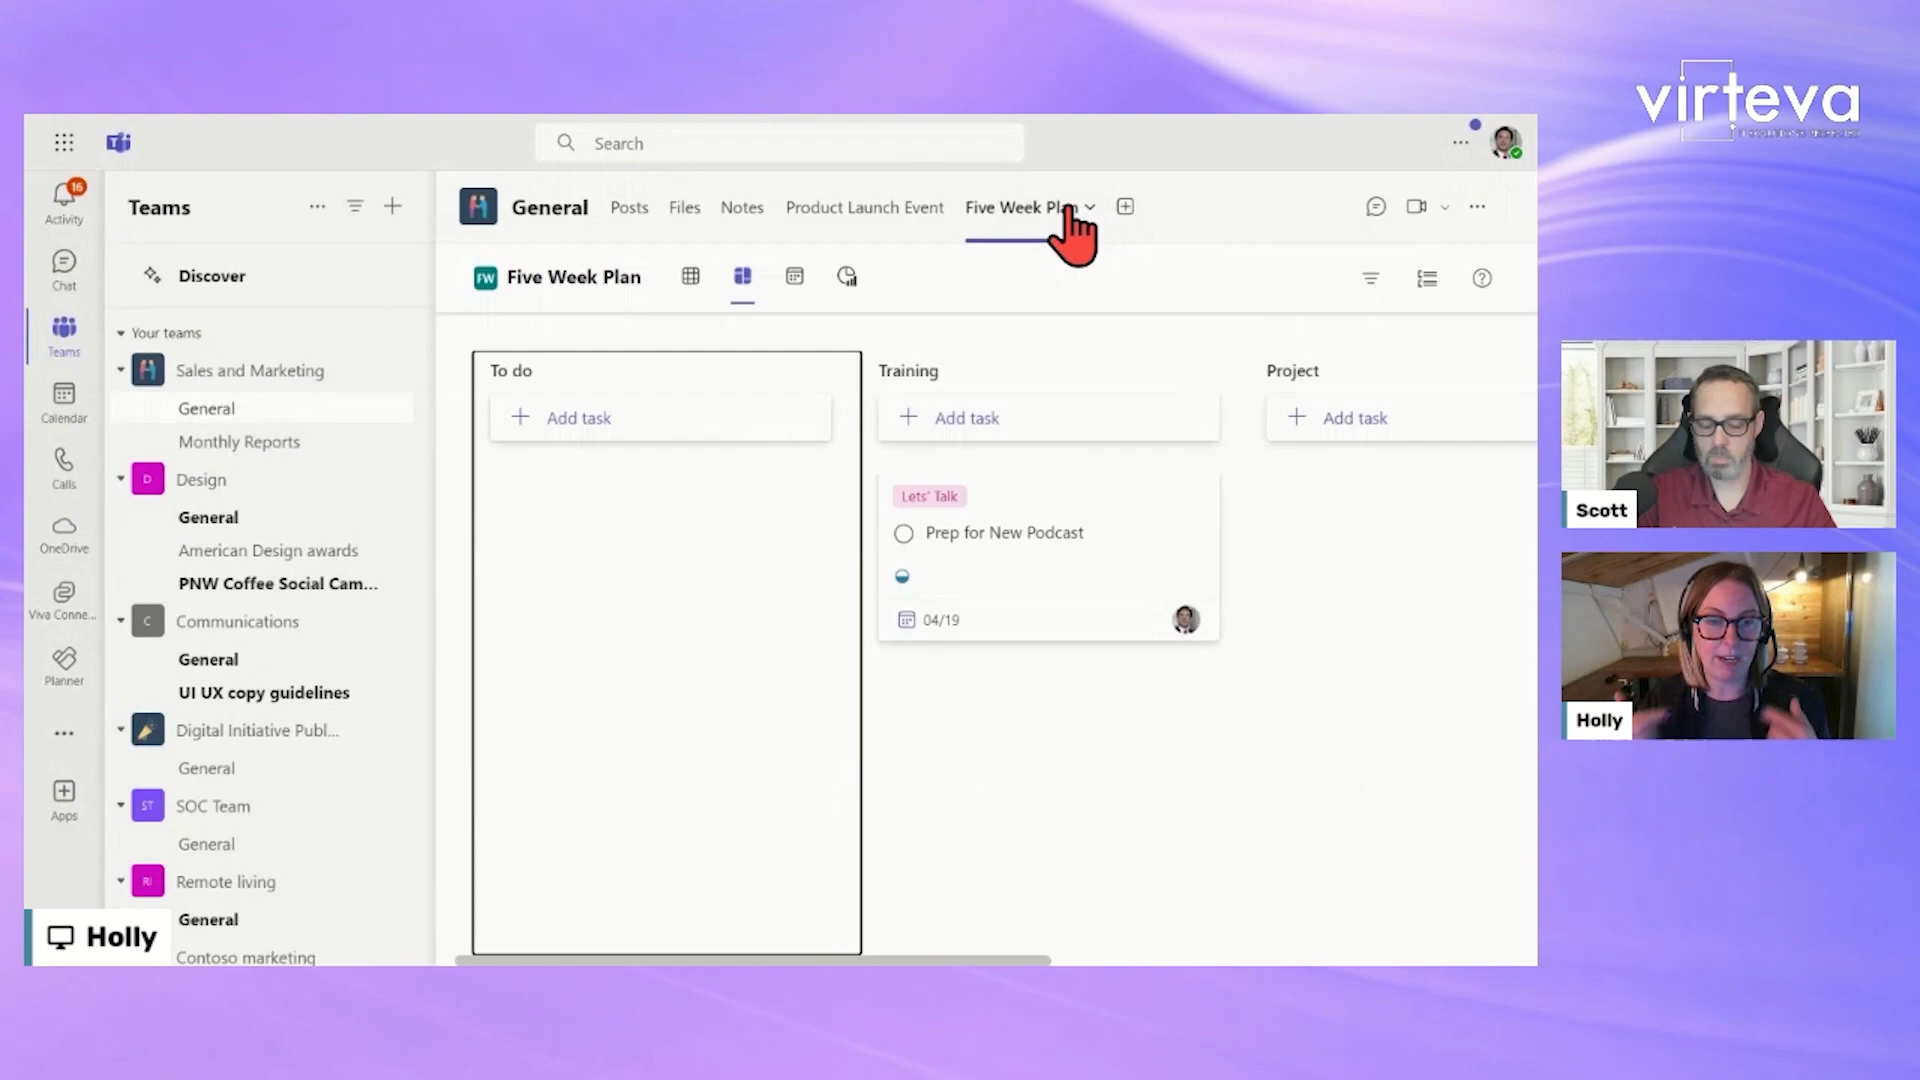 virteva
Search
16
Activity
Chat
Teams
Calendar
Calls
OneDrive
Viva Conne...
Planner
Apps
Teams
Discover
Your teams
Sales and Marketing
General
Monthly Reports
D
Design
General
American Design awards
PNW Coffee Social Cam...
C
Communications
General
UI UX copy guidelines
Digital Initiative Publ...
General
ST
SOC Team
General
Rl
Remote living
General
Contoso marketing
General
Posts
Files
Notes
Product Launch Event
Five Week Plan
FW
Five Week Plan
To do
Add task
Training
Add task
Lets' Talk
Prep for New Podcast
04/19
Project
Add task
Scott
Holly
Holly